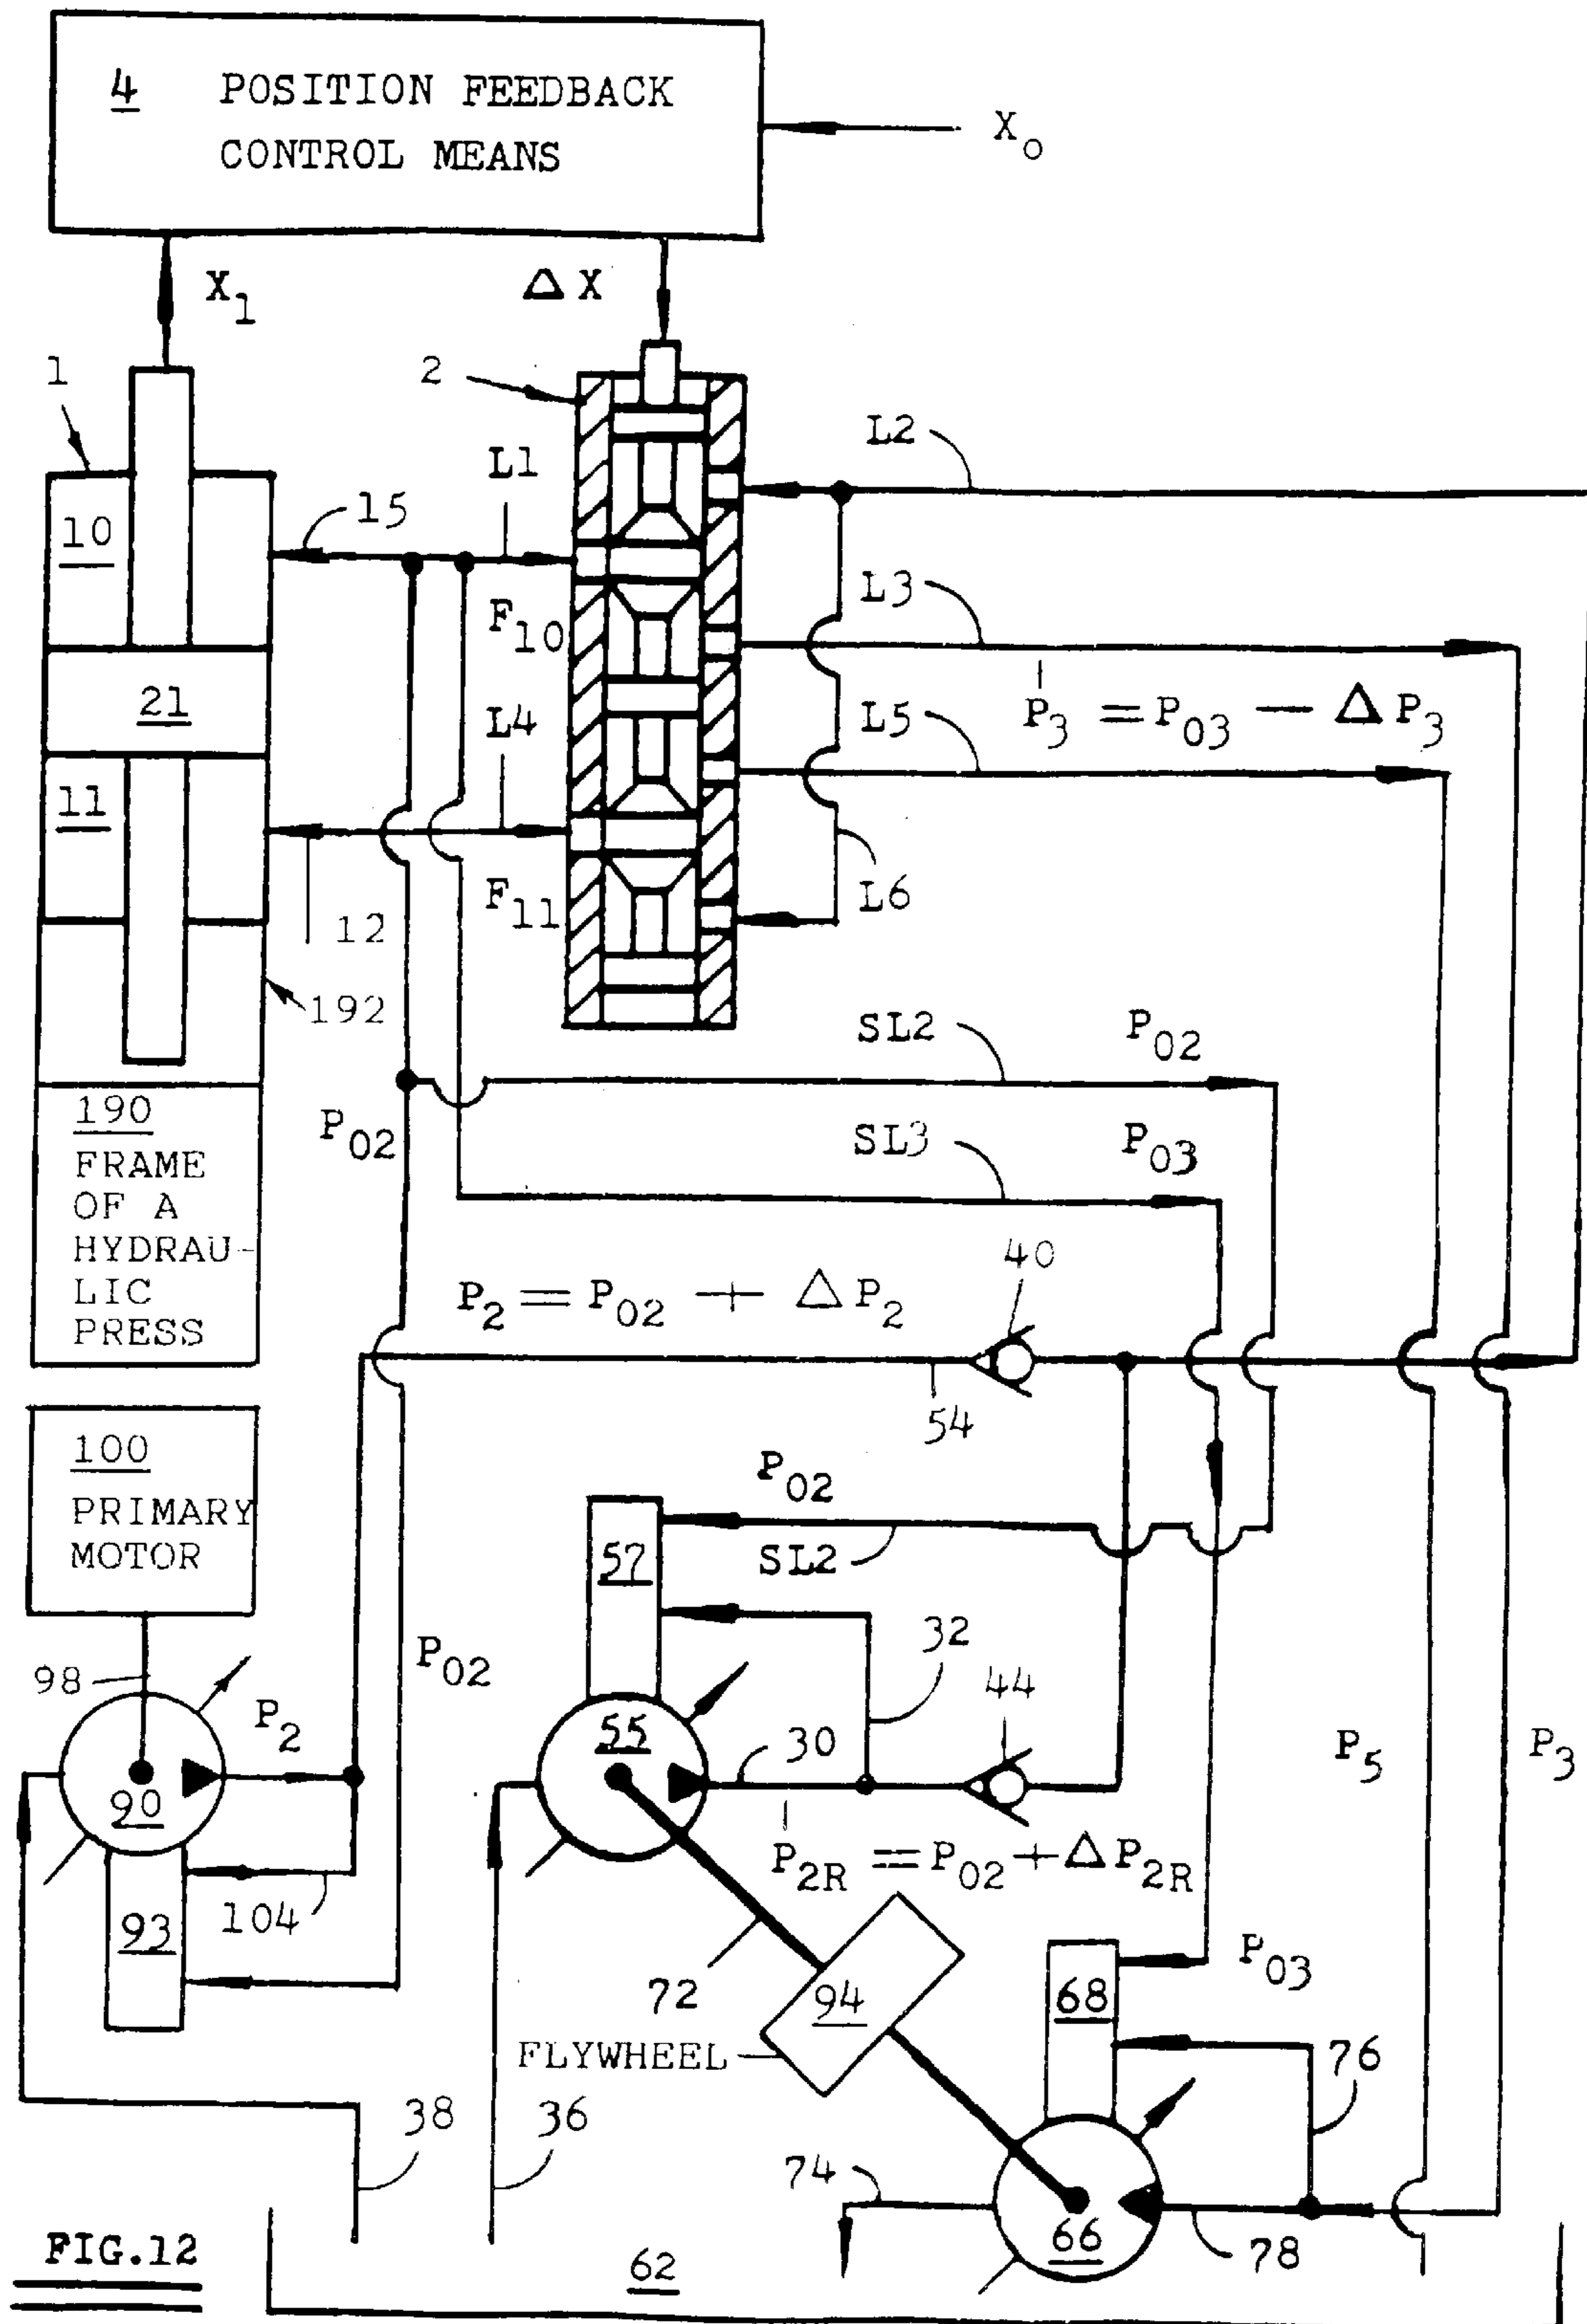 4 POSITION FEEDBACK
CONTROL MEANS
X₀
X₁
ΔX
1
2
L2
10
15
L1
F₁₀
L3
21
L4
L5
P₃ = P₀₃ — ΔP₃
11
F₁₁
L6
12
192
SL2
P₀₂
190
FRAME
OF A
HYDRAU-
LIC
PRESS
P₀₂
SL3
P₀₃
40
P₂ = P₀₂ + ΔP₂
54
100
PRIMARY
MOTOR
P₀₂
57
SL2
98
P₀₂
32
44
P₂
55
30
P₅
P₃
90
P₂R = P₀₂ + ΔP₂R
104
93
72
94
P₀₃
68
FLYWHEEL
76
38
36
74
66
78
FIG.12
62